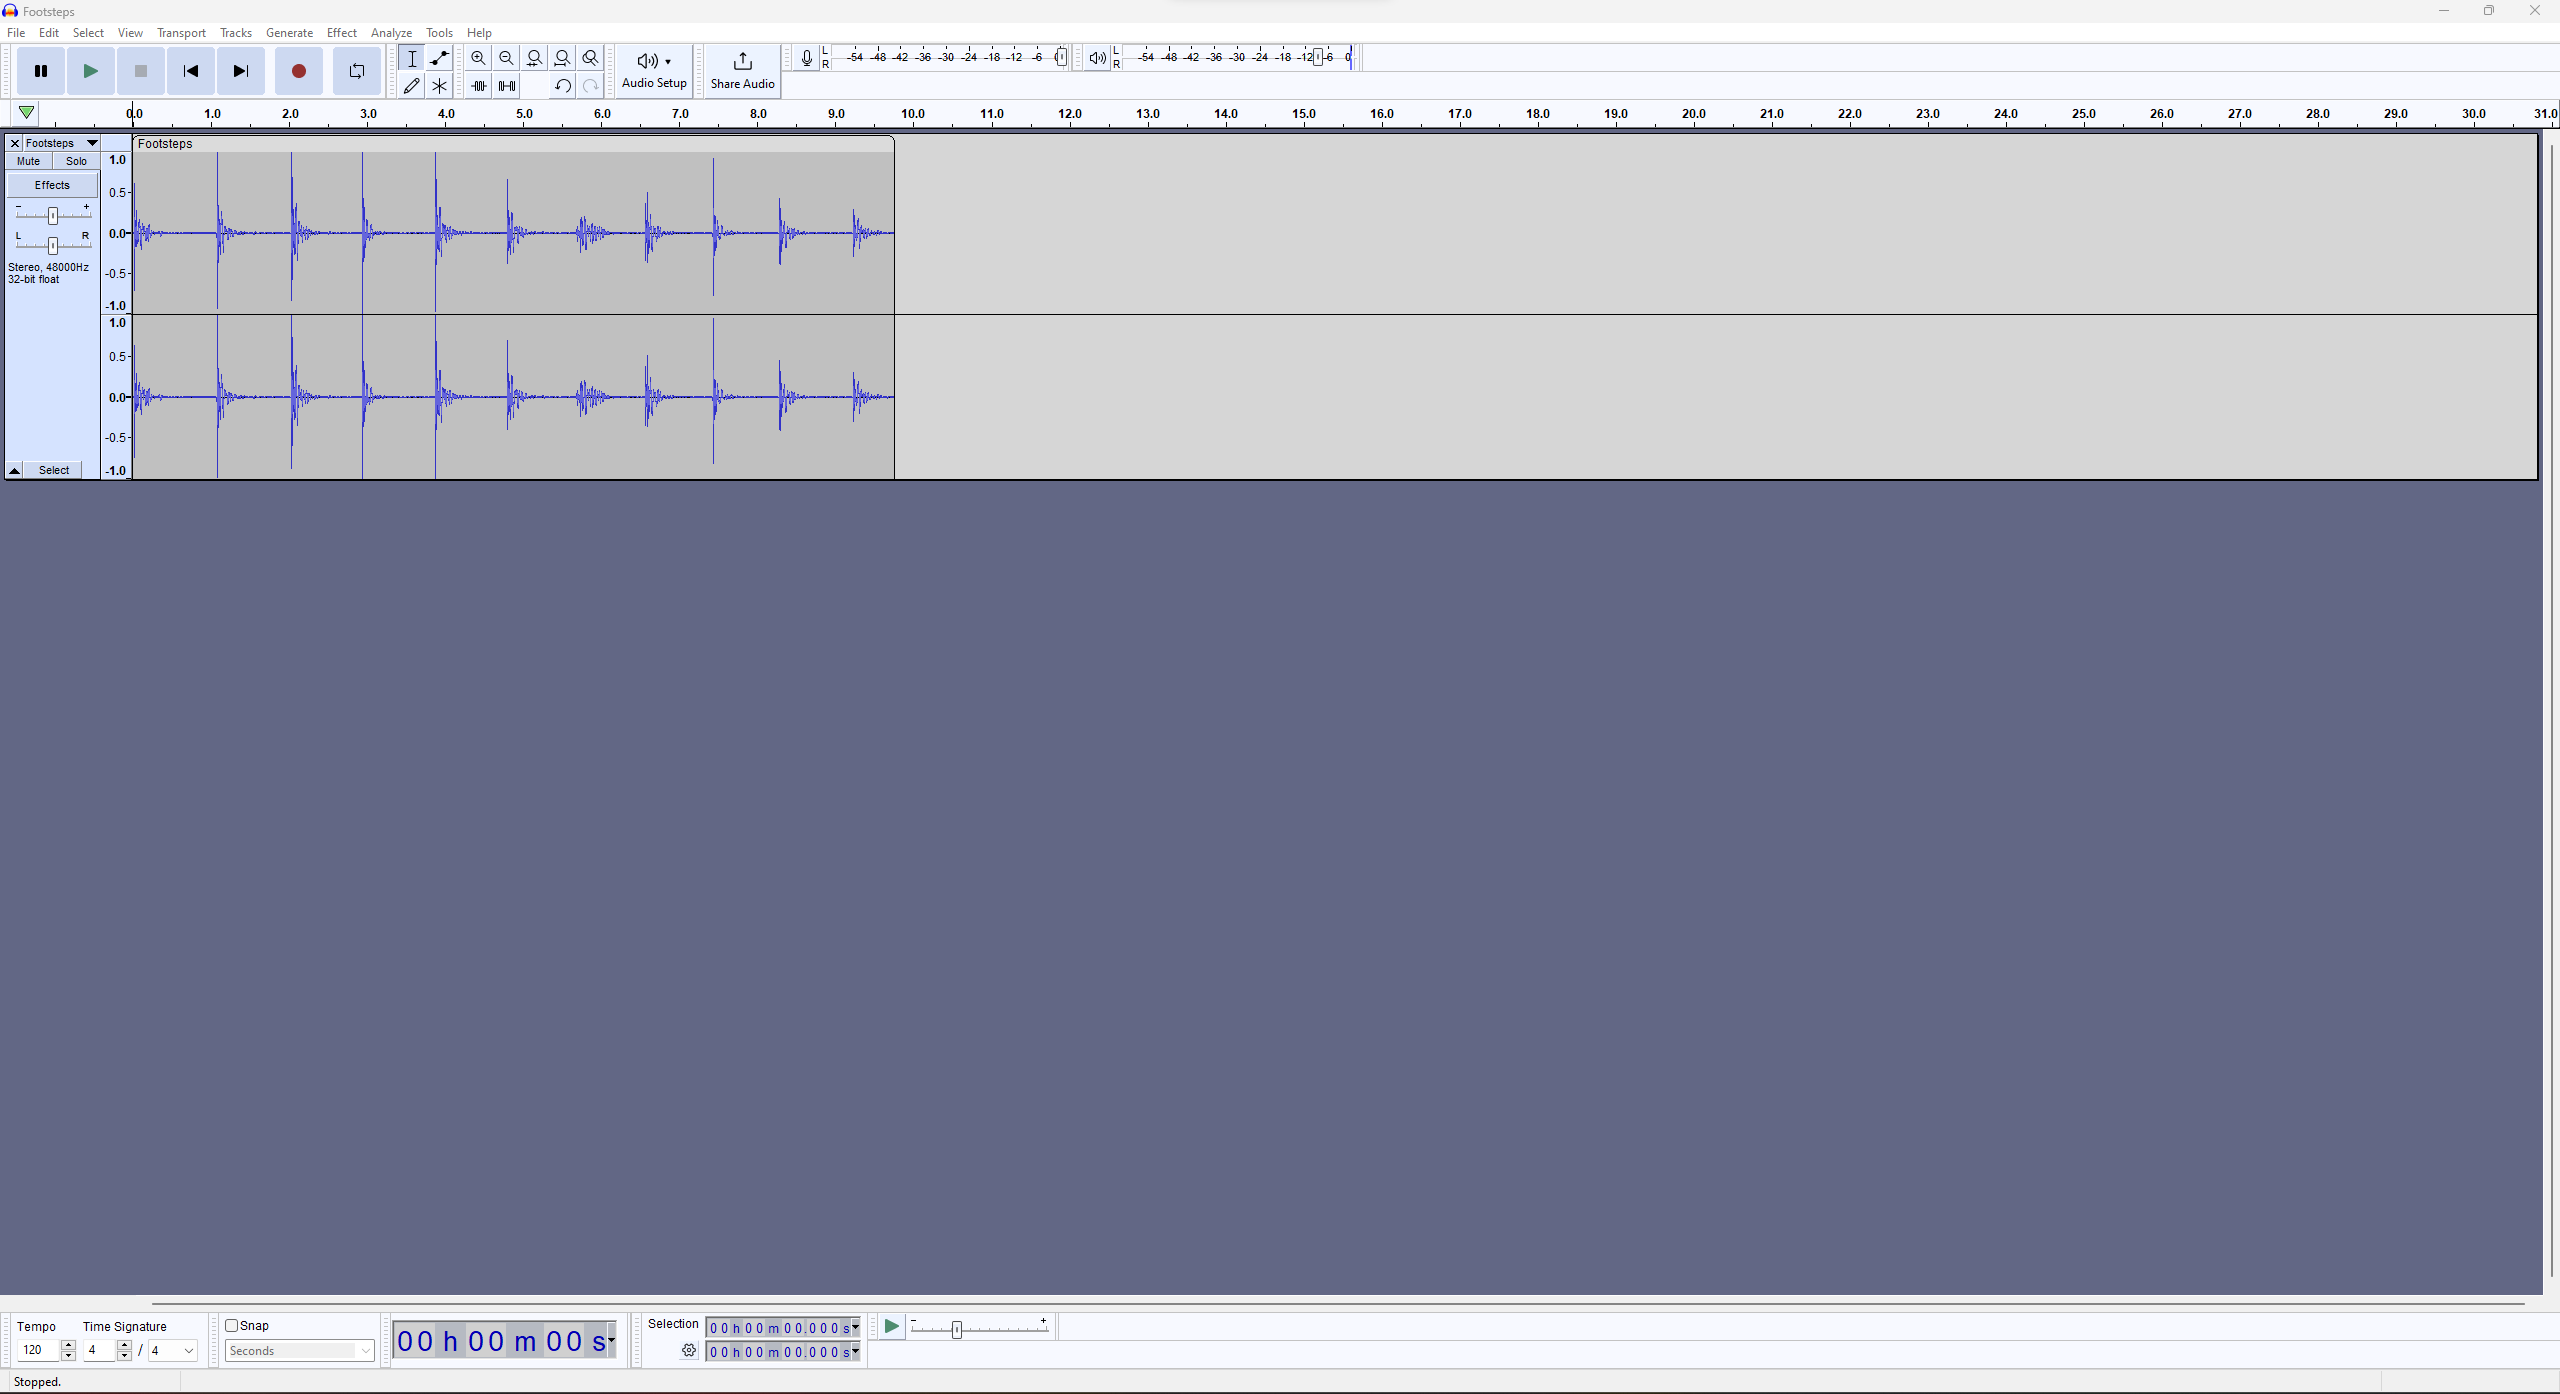 Footsteps
File Edit Select View Transport Tracks Generate Effect Analyze Tools Help
L -54 -48 -42 -36 -30 -24 -18 -12 -6 0 L -54 -48 -42 -36 -30 -24 -18 -12 -6 0
R R
Audio Setup Share Audio
0.0 1.0 2.0 3.0 4.0 5.0 6.0 7.0 8.0 9.0 10.0 11.0 12.0 13.0 14.0 15.0 16.0 17.0 18.0 19.0 20.0 21.0 22.0 23.0 24.0 25.0 26.0 27.0 28.0 29.0 30.0 31.0
Footsteps Footsteps
Mute Solo 1.0
Effects 0.5
- +
0.0
L R
Stereo, 48000Hz -0.5
32-bit float
-1.0
1.0
0.5
0.0
-0.5
Select -1.0
Tempo Time Signature Snap Selection 00 h 00 m 00.000 s - +
120 4 / 4 Seconds 00 h 00 m 00 s 00 h 00 m 00.000 s
Stopped.